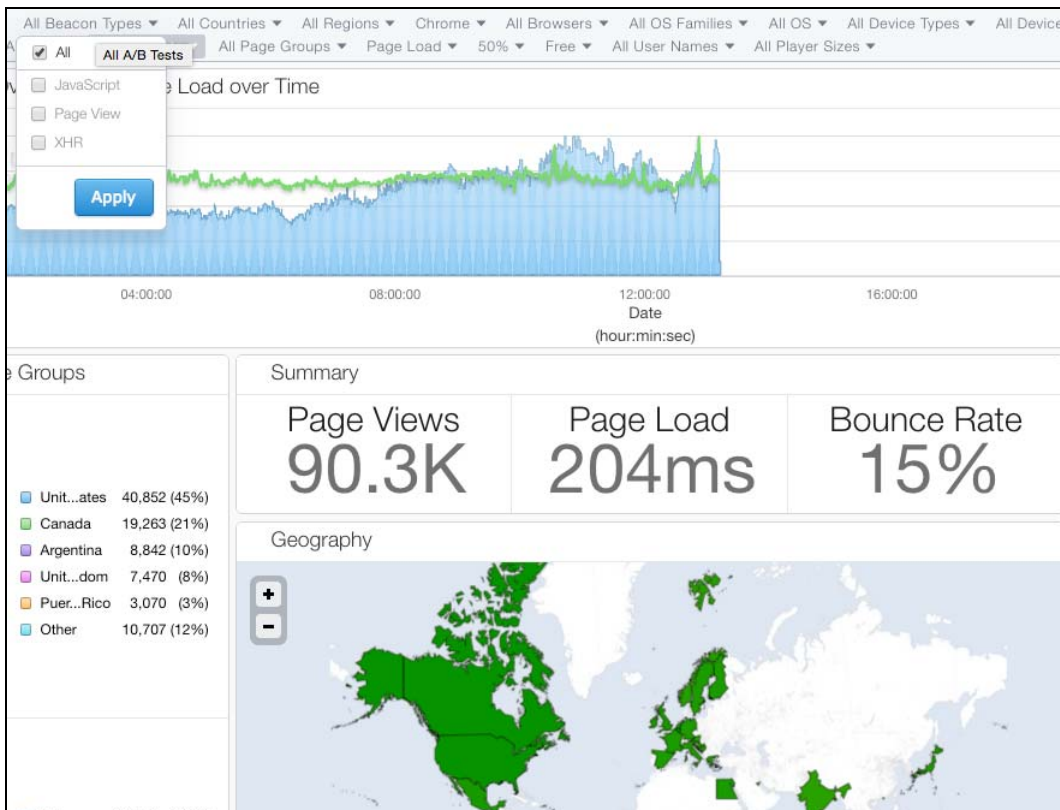 All Beacon Types ▼ All Countries ▼ All Regions ▼ Chrome ▼ All Browsers ▼ All OS Families ▼ All OS ▼ All Device Types ▼ All Device
All Page Groups ▼ Page Load ▼ 50% ▼ Free ▼ All User Names ▼ All Player Sizes ▼
All
All A/B Tests
JavaScript
Page View
XHR
Apply
Load over Time
04:00:00 08:00:00 12:00:00 16:00:00
Date
(hour:min:sec)
Groups
Unit...ates 40,852 (45%)
Canada 19,263 (21%)
Argentina 8,842 (10%)
Unit...dom 7,470 (8%)
Puer...Rico 3,070 (3%)
Other 10,707 (12%)
Summary
Page Views Page Load Bounce Rate
90.3K 204ms 15%
Geography
+
−